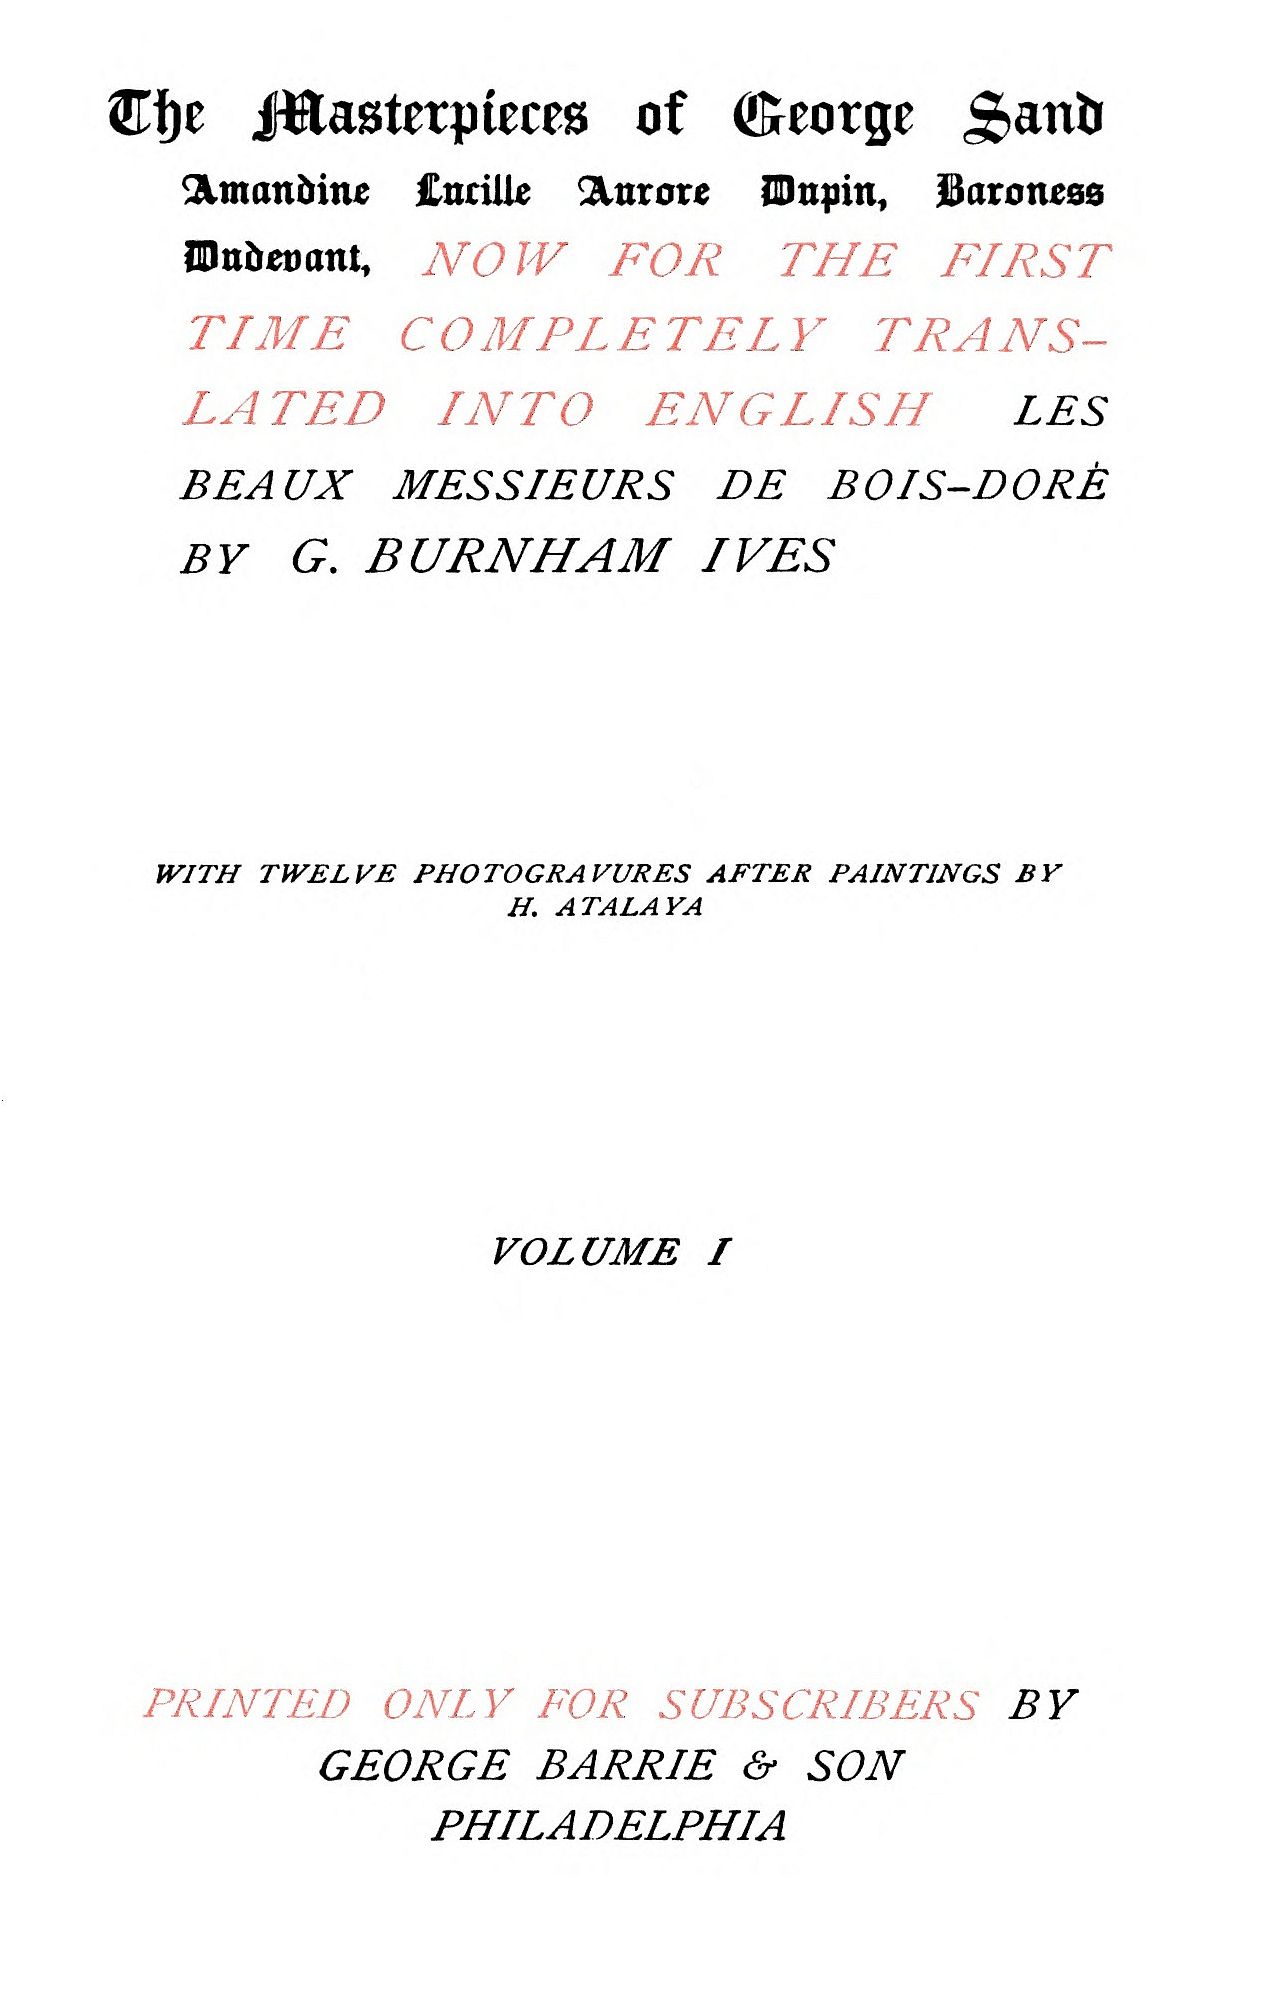 The Masterpieces of George Sand
Amandine Lucille Aurore Dupin, Baroness
Dudevant, NOW FOR THE FIRST
TIME COMPLETELY TRANS-
LATED INTO ENGLISH LES
BEAUX MESSIEURS DE BOIS-DORÉ
BY G. BURNHAM IVES
WITH TWELVE PHOTOGRAVURES AFTER PAINTINGS BY
H. ATALAYA
VOLUME I
PRINTED ONLY FOR SUBSCRIBERS BY
GEORGE BARRIE & SON
PHILADELPHIA